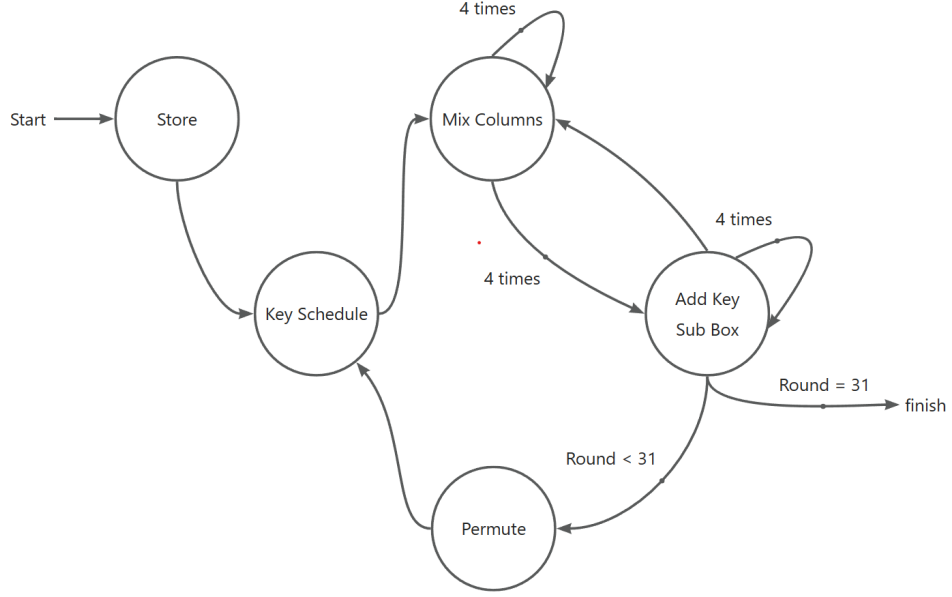 4 times
Start
Store
Mix Columns
4 times
4 times
Key Schedule
Add Key
Sub Box
Round = 31
finish
Round < 31
Permute